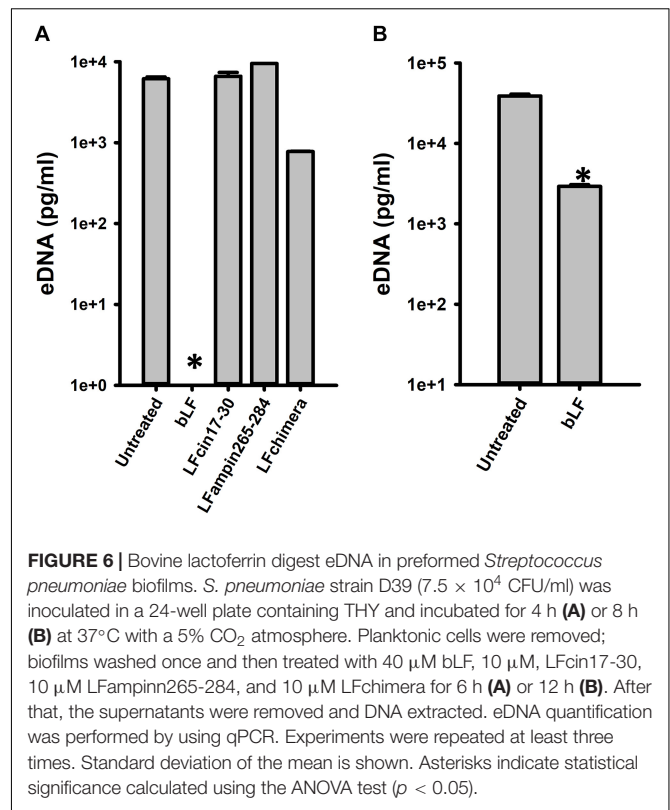 A
B
1e+4
1e+3
1e+2
1e+1
1e+0
eDNA (pg/ml)
*
Untreated
bLF
LFcin17-30
LFampin265-284
LFchimera
1e+5
1e+4
1e+3
1e+2
1e+1
eDNA (pg/ml)
*
Untreated
bLF
FIGURE 6 | Bovine lactoferrin digest eDNA in preformed Streptococcus
pneumoniae biofilms. S. pneumoniae strain D39 (7.5 × 10⁴ CFU/ml) was
inoculated in a 24-well plate containing THY and incubated for 4 h (A) or 8 h
(B) at 37°C with a 5% CO₂ atmosphere. Planktonic cells were removed;
biofilms washed once and then treated with 40 μM bLF, 10 μM, LFcin17-30,
10 μM LFampinn265-284, and 10 μM LFchimera for 6 h (A) or 12 h (B). After
that, the supernatants were removed and DNA extracted. eDNA quantification
was performed by using qPCR. Experiments were repeated at least three
times. Standard deviation of the mean is shown. Asterisks indicate statistical
significance calculated using the ANOVA test (p < 0.05).